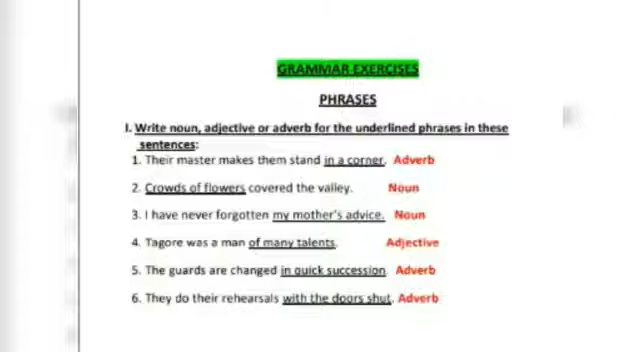 GRAMMAR EXERCISES
PHRASES
I. Write noun, adjective or adverb for the underlined phrases in these
sentences:
1. Their master makes them stand in a corner. Adverb
2. Crowds of flowers covered the valley. Noun
3. I have never forgotten my mother's advice. Noun
4. Tagore was a man of many talents. Adjective
5. The guards are changed in quick succession. Adverb
6. They do their rehearsals with the doors shut. Adverb